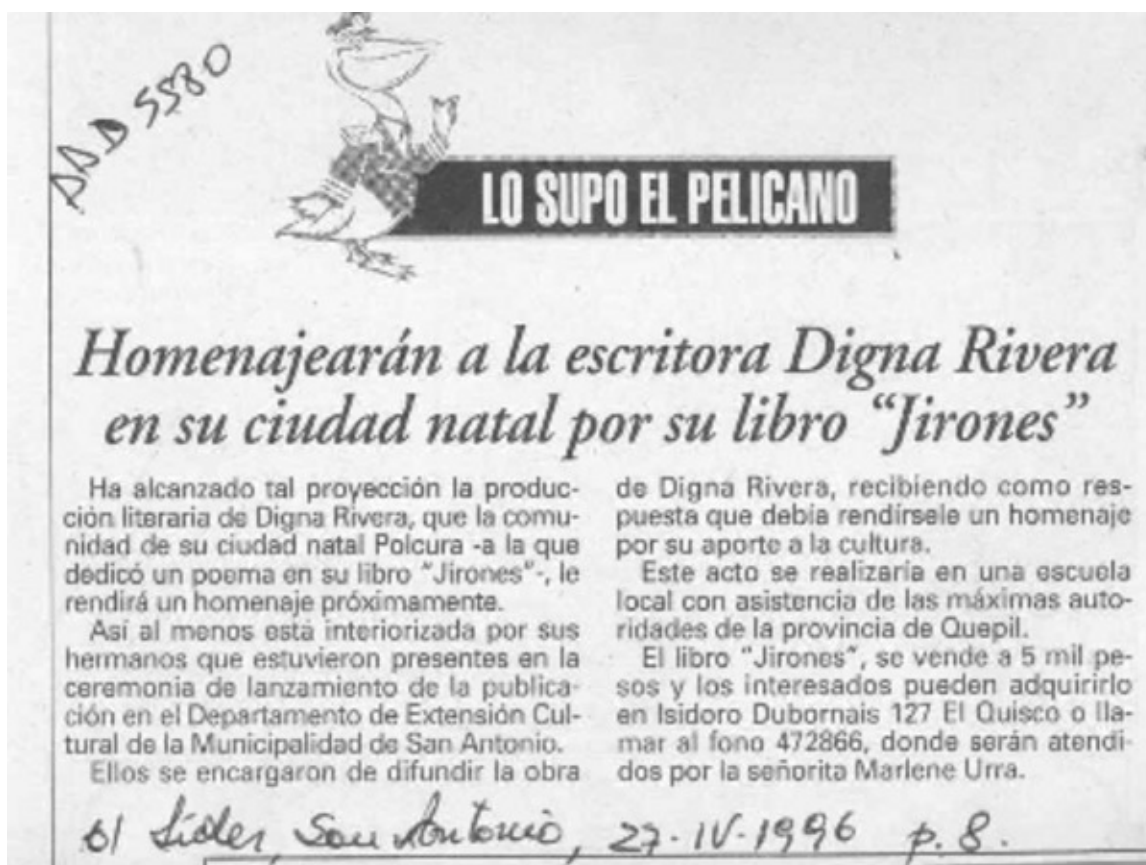 5580
LO SUPO EL PELICANO
Homenajearán a la escritora Digna Rivera
en su ciudad natal por su libro “Jirones”
Ha alcanzado tal proyección la produc-
ción literaria de Digna Rivera, que la comu-
nidad de su ciudad natal Polcura -a la que
dedicó un poema en su libro “Jirones”-, le
rendirá un homenaje próximamente.
Así al menos está interiorizada por sus
hermanos que estuvieron presentes en la
ceremonia de lanzamiento de la publica-
ción en el Departamento de Extensión Cul-
tural de la Municipalidad de San Antonio.
Ellos se encargaron de difundir la obra
de Digna Rivera, recibiendo como res-
puesta que debía rendírsele un homenaje
por su aporte a la cultura.
Este acto se realizaría en una escuela
local con asistencia de las máximas auto-
ridades de la provincia de Quepil.
El libro “Jirones”, se vende a 5 mil pe-
sos y los interesados pueden adquirirlo
en Isidoro Dubornais 127 El Quisco o lla-
mar al fono 472866, donde serán atendi-
dos por la señorita Marlene Urra.
El Líder, San Antonio, 27-IV-1996 p. 8.